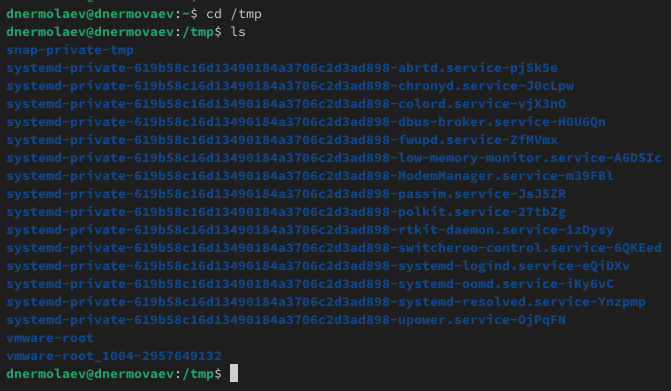 dnermolaev@dnermovaev:~$ cd /tmp
dnermolaev@dnermovaev:/tmp$ ls
snap-private-tmp
systemd-private-619b58c16d13490184a3706c2d3ad898-abrtd.service-pjSk5e
systemd-private-619b58c16d13490184a3706c2d3ad898-chronyd.service-J0cLpw
systemd-private-619b58c16d13490184a3706c2d3ad898-colord.service-vjX3nO
systemd-private-619b58c16d13490184a3706c2d3ad898-dbus-broker.service-H0U6Qn
systemd-private-619b58c16d13490184a3706c2d3ad898-fwupd.service-ZfMVmx
systemd-private-619b58c16d13490184a3706c2d3ad898-low-memory-monitor.service-A6DSIc
systemd-private-619b58c16d13490184a3706c2d3ad898-ModemManager.service-m39FBl
systemd-private-619b58c16d13490184a3706c2d3ad898-passim.service-JsJ5ZR
systemd-private-619b58c16d13490184a3706c2d3ad898-polkit.service-27tbZg
systemd-private-619b58c16d13490184a3706c2d3ad898-rtkit-daemon.service-1zDysy
systemd-private-619b58c16d13490184a3706c2d3ad898-switcheroo-control.service-6QKEed
systemd-private-619b58c16d13490184a3706c2d3ad898-systemd-logind.service-eQiDXv
systemd-private-619b58c16d13490184a3706c2d3ad898-systemd-oomd.service-iKy6vC
systemd-private-619b58c16d13490184a3706c2d3ad898-systemd-resolved.service-Ynzpmp
systemd-private-619b58c16d13490184a3706c2d3ad898-upower.service-OjPqFN
vmware-root
vmware-root_1004-2957649132
dnermolaev@dnermovaev:/tmp$